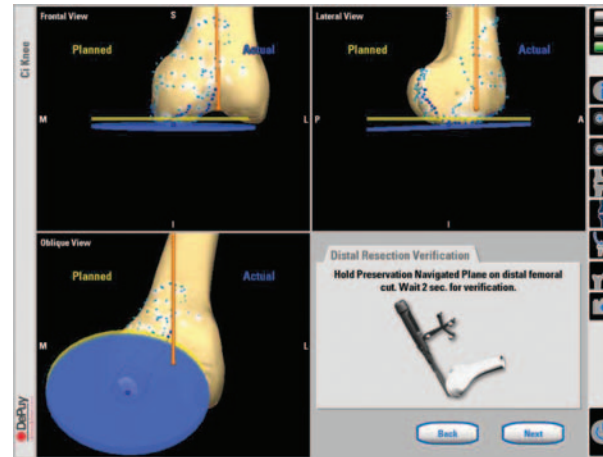 Ci Knee
Frontal View
S
Planned
Actual
M
L
I
Lateral View
S
Planned
Actual
P
A
I
Oblique View
Planned
Actual
M
L
Distal Resection Verification
Hold Preservation Navigated Plane on distal femoral
cut. Wait 2 sec. for verification.
Back
Next
DePuy